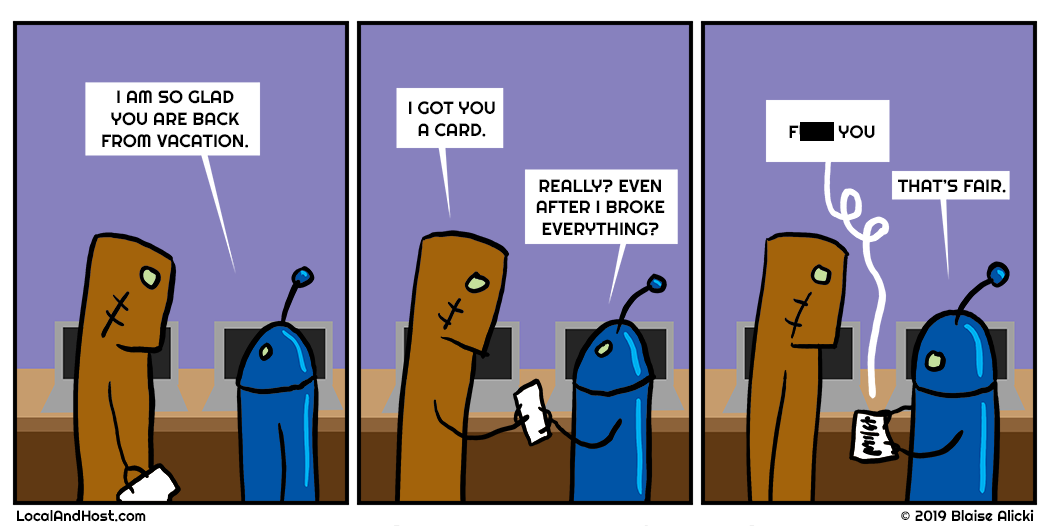 I AM SO GLAD
YOU ARE BACK
FROM VACATION.
I GOT YOU
A CARD.
REALLY? EVEN
AFTER I BROKE
EVERYTHING?
F YOU
THAT'S FAIR.
LocalAndHost.com
© 2019 Blaise Alicki